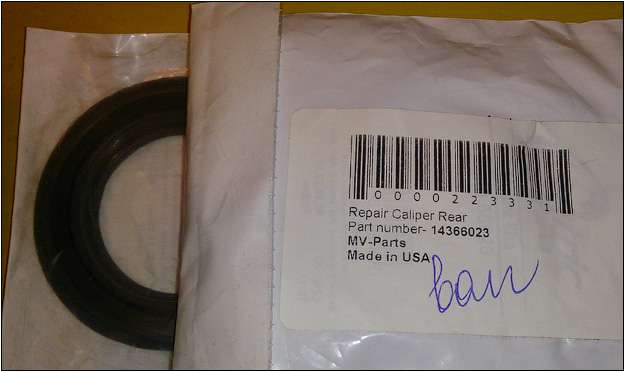 0000223331
Repair Caliper Rear
Part number- 14366023
MV-Parts
Made in USA